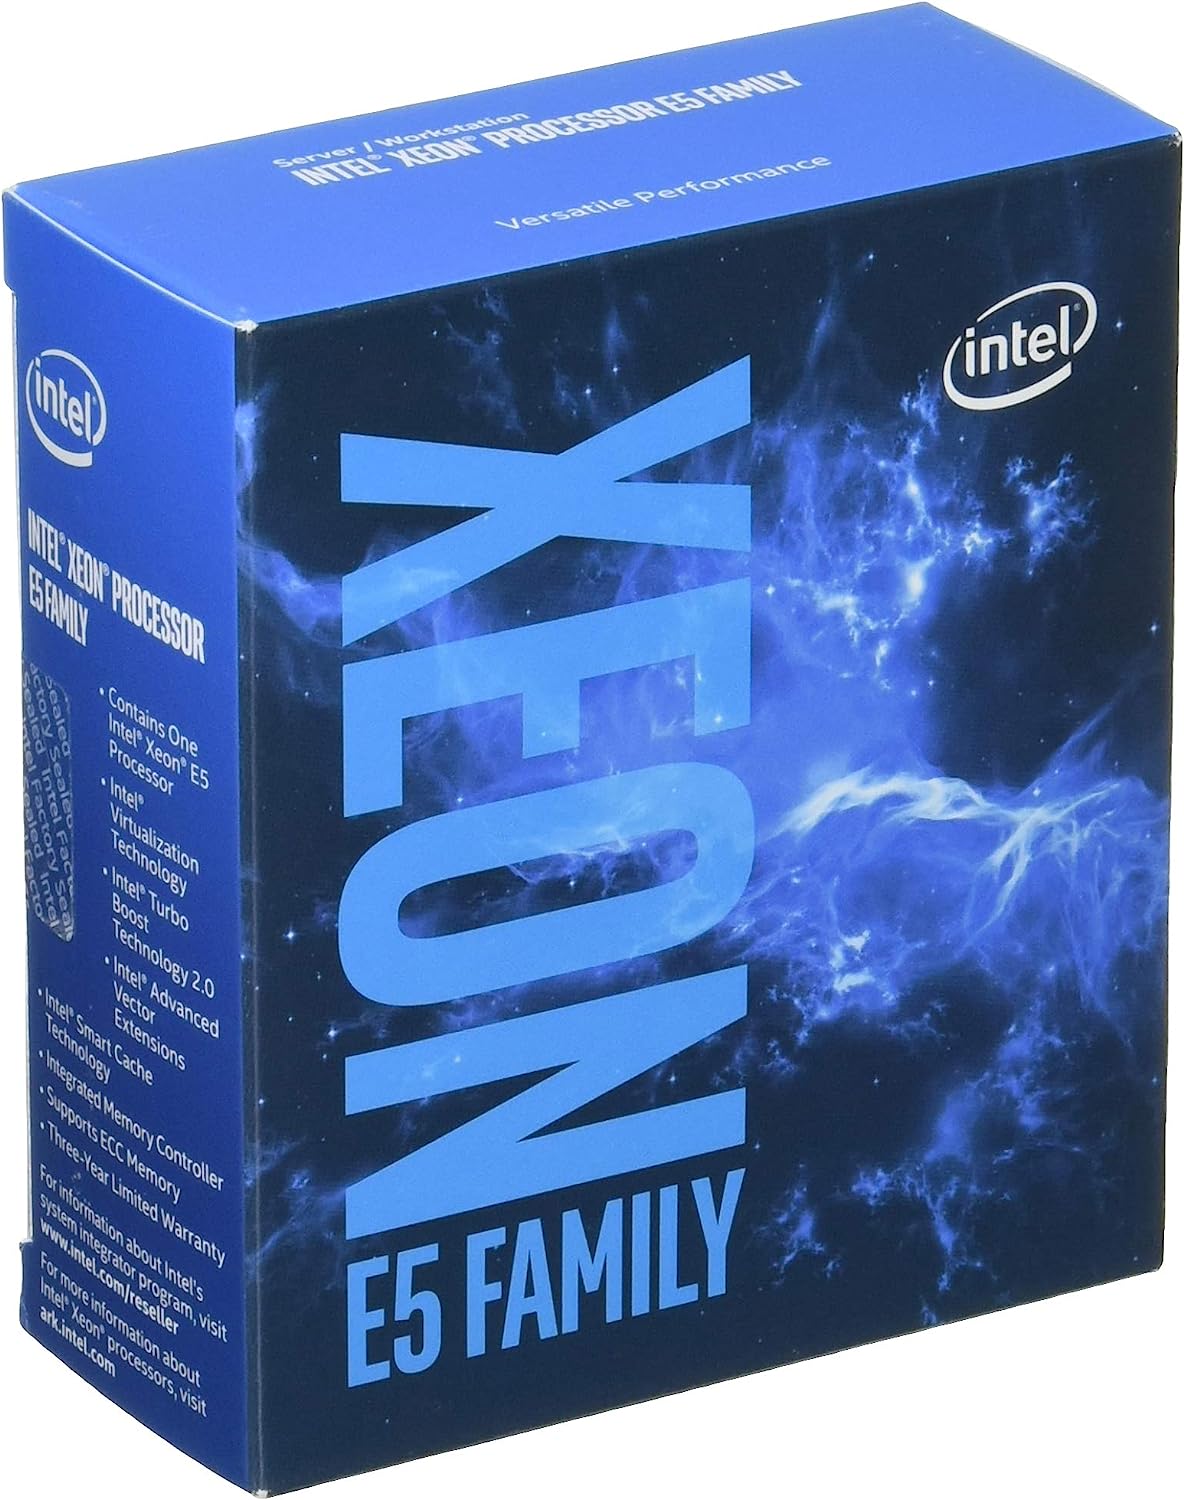 Server / Workstation
INTEL® XEON® PROCESSOR E5 FAMILY
Versatile Performance
intel®
XEON
E5 FAMILY
intel
INTEL® XEON® PROCESSOR
E5 FAMILY
• Contains One
Intel® Xeon® E5
Processor
• Intel®
Virtualization
Technology
• Intel® Turbo
Boost
Technology 2.0
• Intel® Advanced
Vector
Extensions
• Intel® Smart Cache
Technology
• Integrated Memory Controller
• Supports ECC Memory
• Three-Year Limited Warranty
For information about Intel's
system integrator program, visit
www.intel.com/reseller
For more information about
Intel® Xeon® processors, visit
ark.intel.com